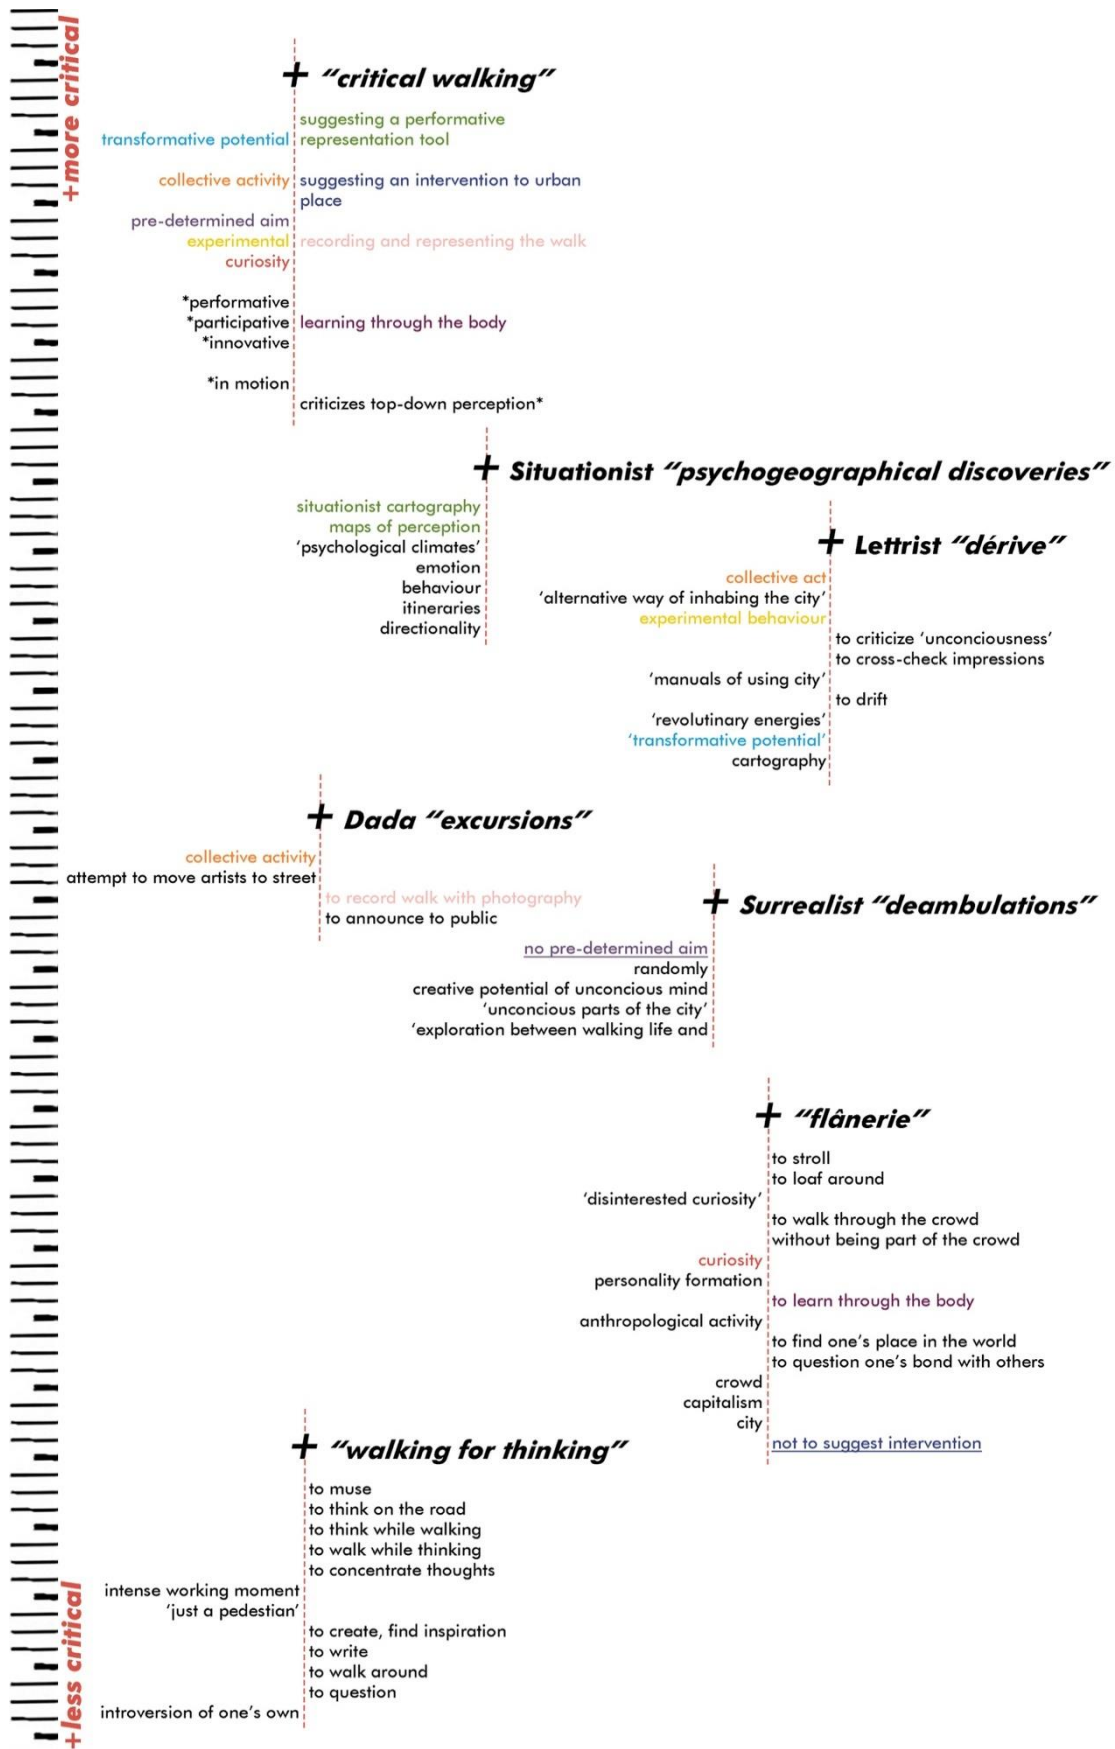 +more critical
+ “critical walking”
suggesting a performative
transformative potential
representation tool
collective activity
suggesting an intervention to urban
place
pre-determined aim
experimental
recording and representing the walk
curiosity
*performative
*participative
learning through the body
*innovative
*in motion
criticizes top-down perception*
+ Situationist “psychogeographical discoveries”
situationist cartography
maps of perception
‘psychological climates’
emotion
behaviour
itineraries
directionality
+ Lettrist “dérive”
collective act
‘alternative way of inhabing the city’
experimental behaviour
to criticize ‘unconciousness’
to cross-check impressions
‘manuals of using city’
to drift
‘revolutinary energies’
‘transformative potential’
cartography
+ Dada “excursions”
collective activity
attempt to move artists to street
to record walk with photography
to announce to public
+ Surrealist “deambulations”
no pre-determined aim
randomly
creative potential of unconcious mind
‘unconcious parts of the city’
‘exploration between walking life and
+ “flânerie”
to stroll
to loaf around
‘disinterested curiosity’
to walk through the crowd
without being part of the crowd
curiosity
personality formation
to learn through the body
anthropological activity
to find one’s place in the world
to question one’s bond with others
crowd
capitalism
city
not to suggest intervention
+ “walking for thinking”
to muse
to think on the road
to think while walking
to walk while thinking
to concentrate thoughts
intense working moment
‘just a pedestian’
to create, find inspiration
to write
to walk around
to question
introversion of one’s own
+less critical